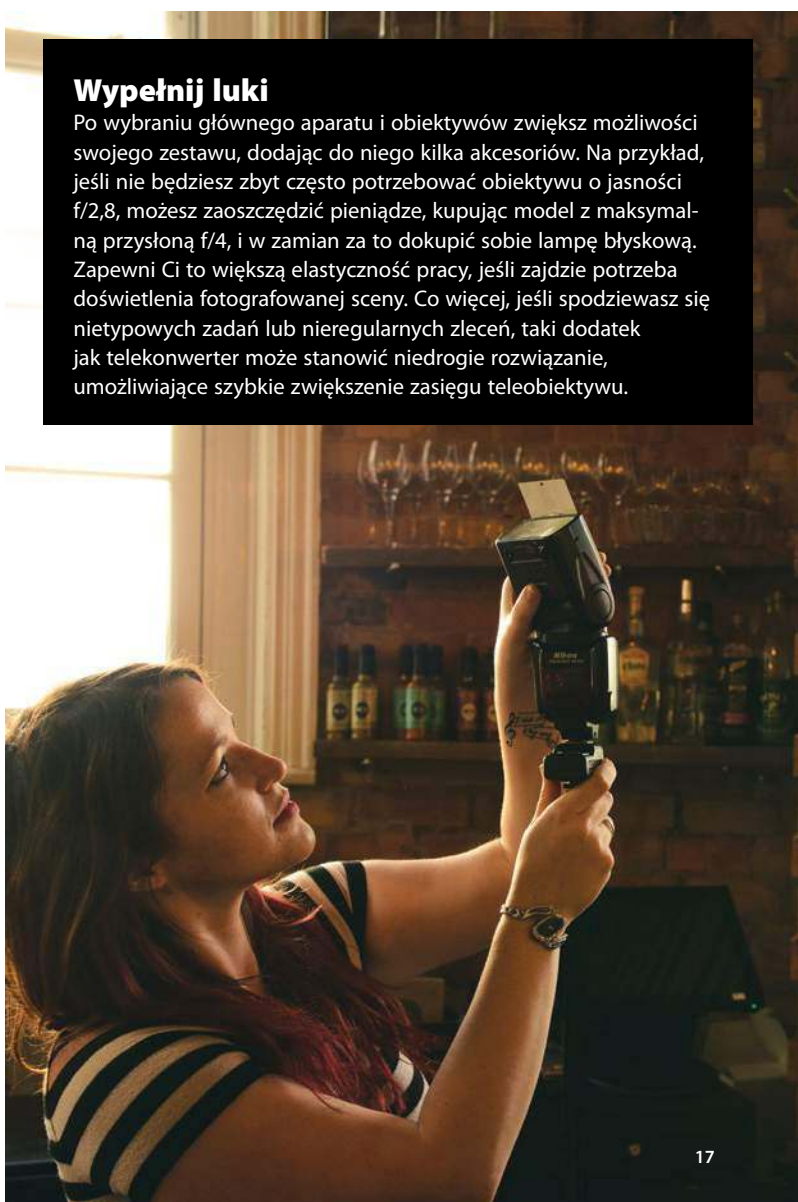 Wypełnij luki
Po wybraniu głównego aparatu i obiektywów zwiększ możliwości
swojego zestawu, dodając do niego kilka akcesoriów. Na przykład,
jeśli nie będziesz zbyt często potrzebować obiektywu o jasności
f/2,8, możesz zaoszczędzić pieniądze, kupując model z maksymal-
ną przysłoną f/4, i w zamian za to dokupić sobie lampę błyskową.
Zapewni Ci to większą elastyczność pracy, jeśli zajdzie potrzeba
doświetlenia fotografowanej sceny. Co więcej, jeśli spodziewasz się
nietypowych zadań lub nieregularnych zleceń, taki dodatek
jak telekonwerter może stanowić niedrogie rozwiązanie,
umożliwiające szybkie zwiększenie zasięgu teleobiektywu.
Nikon
17